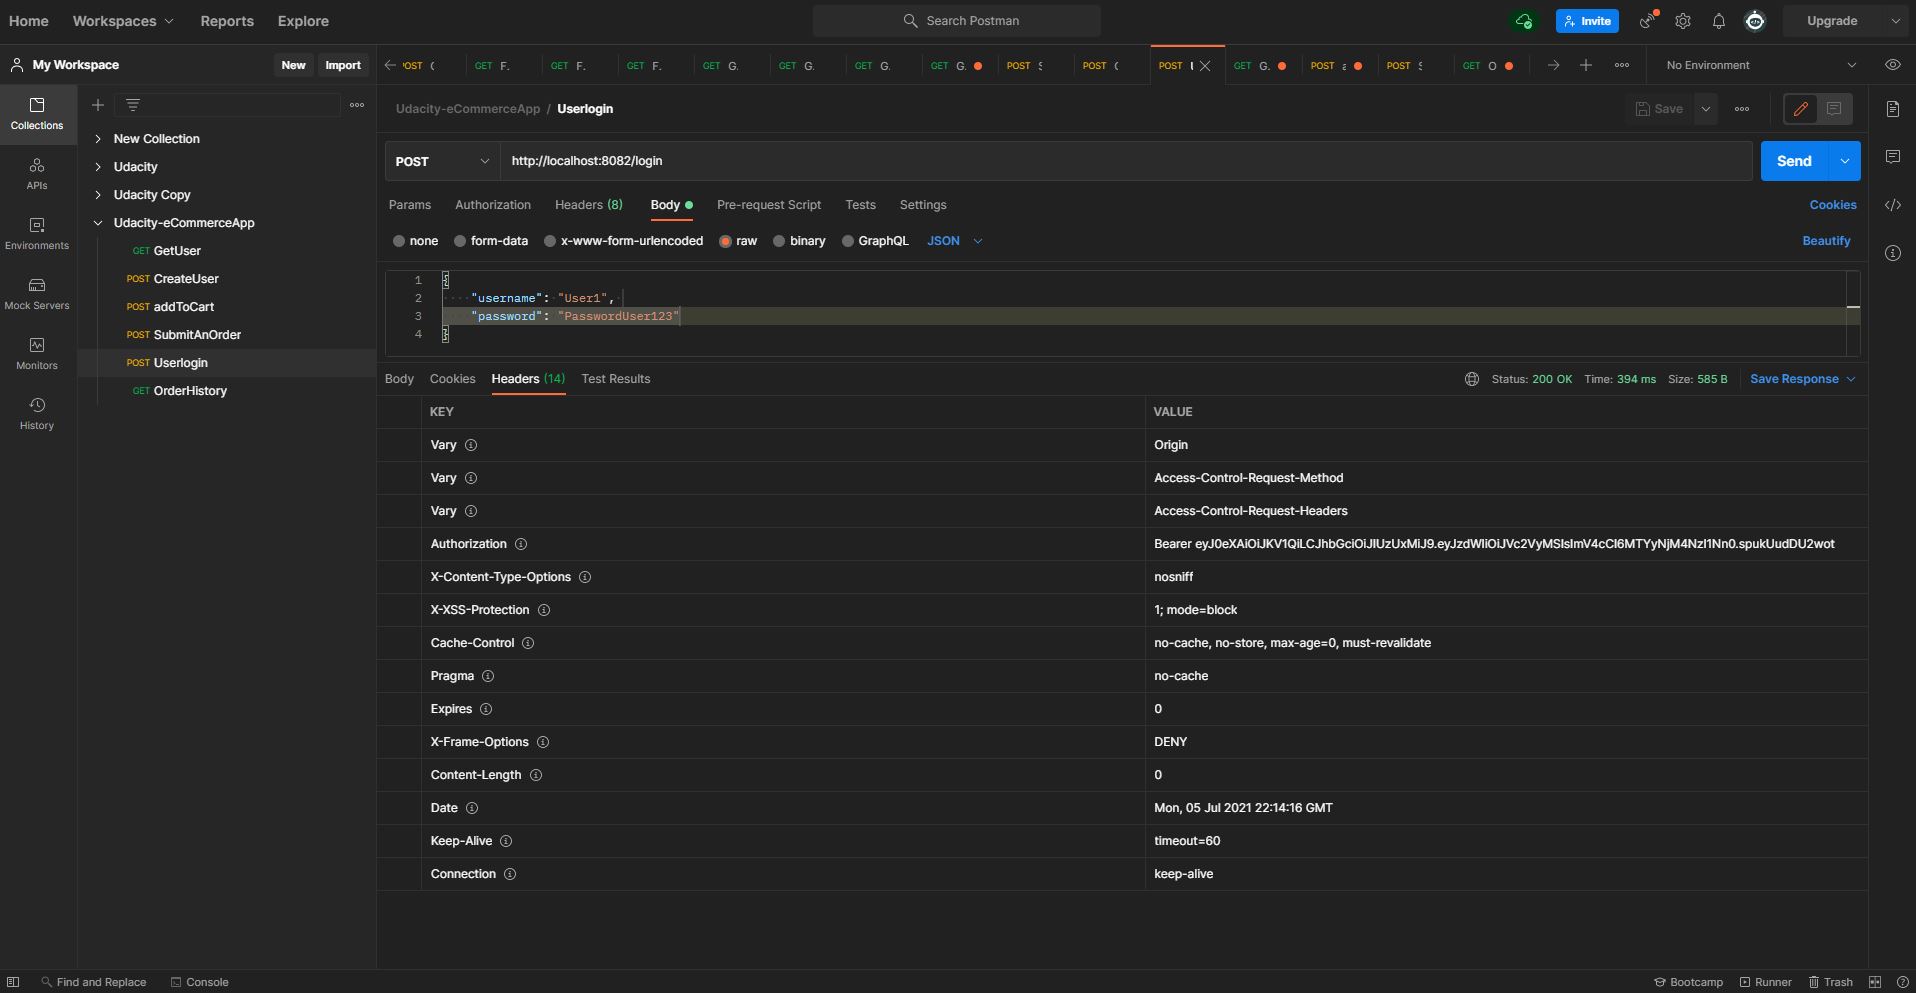 Home Workspaces Reports Explore Search Postman Invite Upgrade
My Workspace New Import POST GET F. GET F. GET F. GET G. GET G. GET G. GET G. POST POST POST GET G. POST POST GET O No Environment
Collections
APIs
Environments
Mock Servers
Monitors
History
New Collection
Udacity
Udacity Copy
Udacity-eCommerceApp
GET GetUser
POST CreateUser
POST addToCart
POST SubmitAnOrder
POST Userlogin
GET OrderHistory
Udacity-eCommerceApp / Userlogin Save
POST http://localhost:8082/login Send
Params Authorization Headers (8) Body Pre-request Script Tests Settings Cookies
none form-data x-www-form-urlencoded raw binary GraphQL JSON Beautify
1 {
2 "username": "User1",
3 "password": "PasswordUser123"
4 }
Body Cookies Headers (14) Test Results Status: 200 OK Time: 394 ms Size: 585 B Save Response
KEY VALUE
Vary Origin
Vary Access-Control-Request-Method
Vary Access-Control-Request-Headers
Authorization Bearer eyJ0eXAiOiJKV1QiLCJhbGciOiJIUzUxMiJ9.eyJzdWIiOiJVc2VyMSIsImV4cCI6MTYyNjM4NzI1Nn0.spukUudDU2wot
X-Content-Type-Options nosniff
X-XSS-Protection 1; mode=block
Cache-Control no-cache, no-store, max-age=0, must-revalidate
Pragma no-cache
Expires 0
X-Frame-Options DENY
Content-Length 0
Date Mon, 05 Jul 2021 22:14:16 GMT
Keep-Alive timeout=60
Connection keep-alive
Find and Replace Console Bootcamp Runner Trash